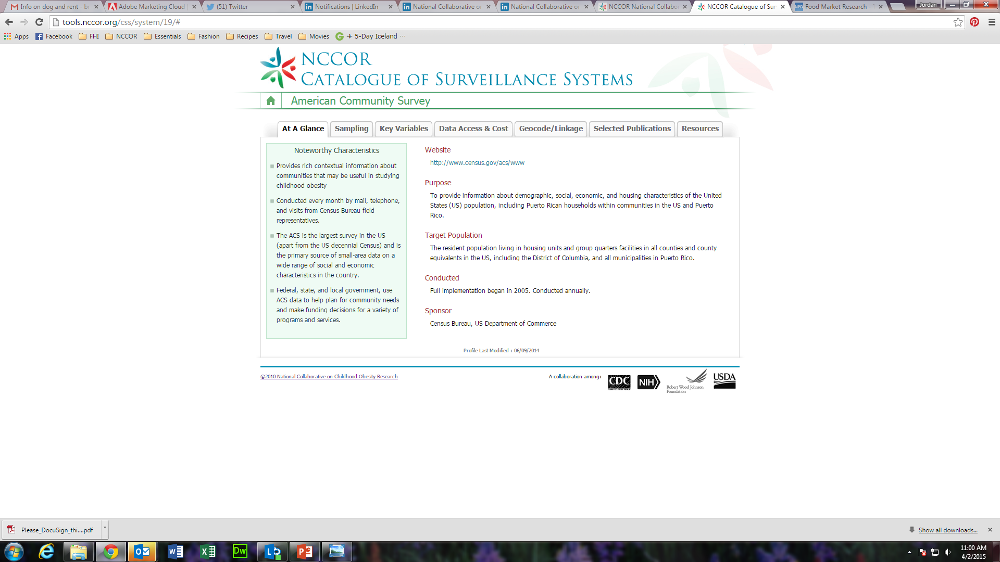 Info on dog and rent - br
Adobe Marketing Cloud |
(51) Twitter
Notifications | LinkedIn
National Collaborative on
National Collaborative on
NCCOR National Collabo
NCCOR Catalogue of Sur
Food Market Research -
Jordan
tools.nccor.org/css/system/19/#
Apps
Facebook
FHI
NCCOR
Essentials
Fashion
Recipes
Travel
Movies
5-Day Iceland ...
NCCOR
Catalogue of Surveillance Systems
American Community Survey
At A Glance
Sampling
Key Variables
Data Access & Cost
Geocode/Linkage
Selected Publications
Resources
Noteworthy Characteristics
Provides rich contextual information about
communities that may be useful in studying
childhood obesity
Conducted every month by mail, telephone,
and visits from Census Bureau field
representatives.
The ACS is the largest survey in the US
(apart from the US decennial Census) and is
the primary source of small-area data on a
wide range of social and economic
characteristics in the country.
Federal, state, and local government, use
ACS data to help plan for community needs
and make funding decisions for a variety of
programs and services.
Website
http://www.census.gov/acs/www
Purpose
To provide information about demographic, social, economic, and housing characteristics of the United
States (US) population, including Puerto Rican households within communities in the US and Puerto
Rico.
Target Population
The resident population living in housing units and group quarters facilities in all counties and county
equivalents in the US, including the District of Columbia, and all municipalities in Puerto Rico.
Conducted
Full implementation began in 2005. Conducted annually.
Sponsor
Census Bureau, US Department of Commerce
Profile Last Modified : 06/09/2014
©2010 National Collaborative on Childhood Obesity Research
A collaboration among:
CDC
NIH
Robert Wood Johnson
Foundation
USDA
Please_DocuSign_thi....pdf
Show all downloads...
11:00 AM
4/2/2015